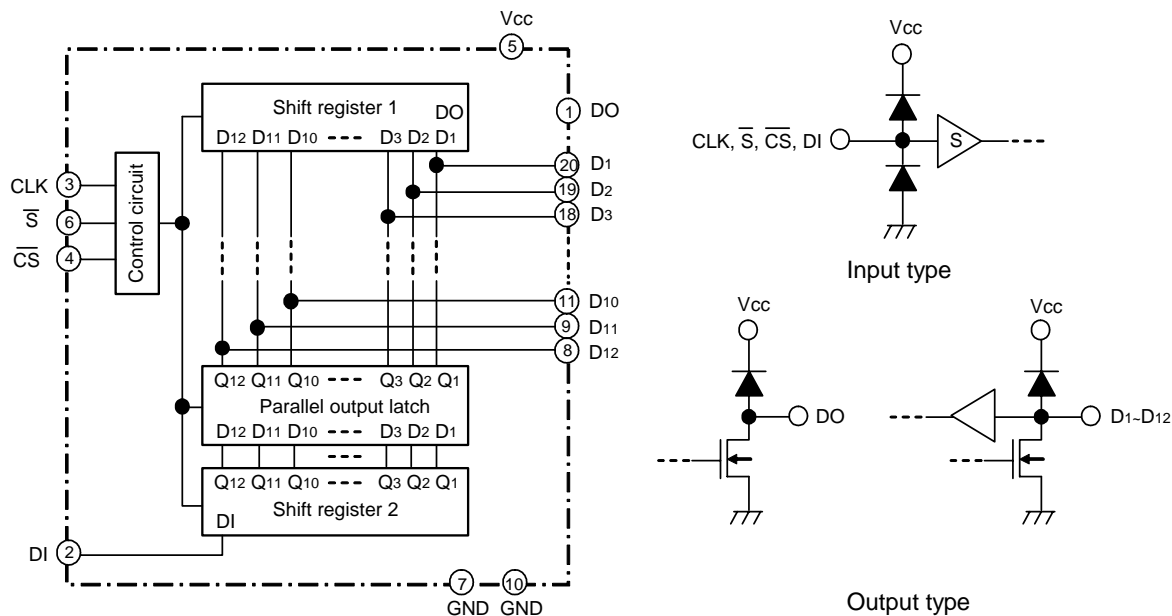 Vcc
5
Shift register 1
DO
D12 D11 D10 D3 D2 D1
1 DO
20 D1
19 D2
18 D3
CLK 3
S̅ 6
C̅S̅ 4
Control circuit
11 D10
9 D11
8 D12
Q12 Q11 Q10 Q3 Q2 Q1
Parallel output latch
D12 D11 D10 D3 D2 D1
Q12 Q11 Q10 Q3 Q2 Q1
Shift register 2
DI
DI 2
7 10
GND GND
Vcc
CLK, S̅, C̅S̅, DI
S
Input type
Vcc
DO
Vcc
D1~D12
Output type